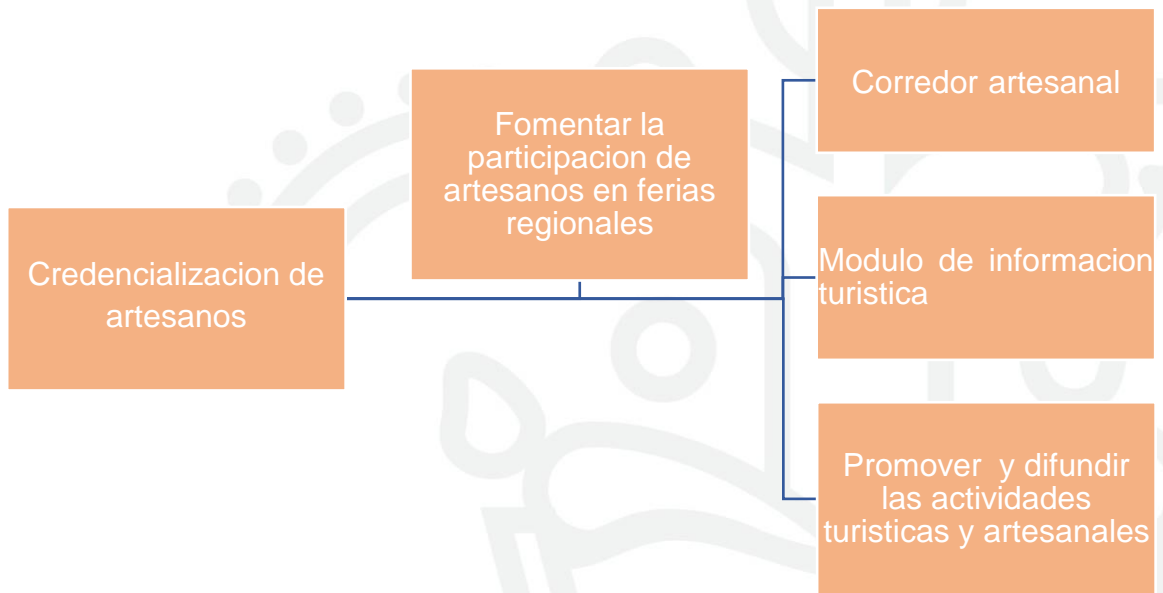 Credencializacion de
artesanos
Fomentar la
participacion de
artesanos en ferias
regionales
Corredor artesanal
Modulo de informacion
turistica
Promover y difundir
las actividades
turisticas y artesanales